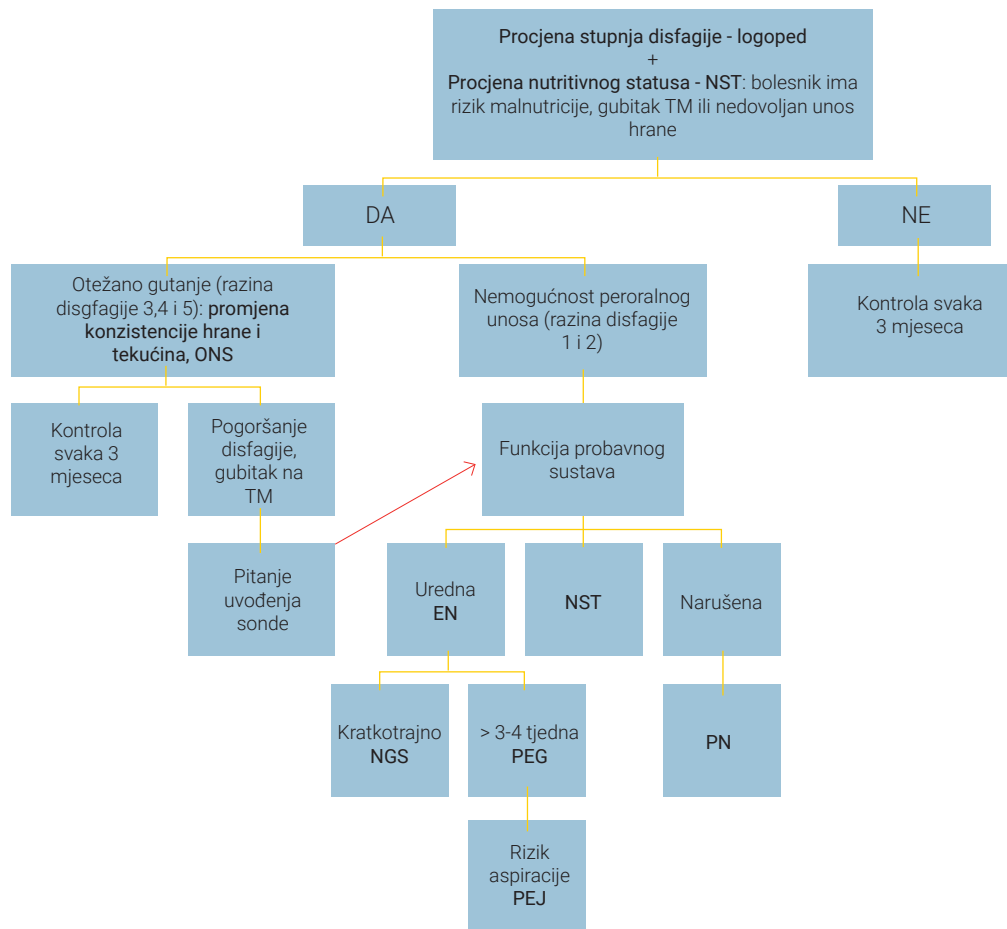 Procjena stupnja disfagije - logoped
+
Procjena nutritivnog statusa - NST: bolesnik ima
rizik malnutricije, gubitak TM ili nedovoljan unos
hrane
DA
NE
Otežano gutanje (razina
disgfagije 3,4 i 5): promjena
konzistencije hrane i
tekućina, ONS
Nemogućnost peroralnog
unosa (razina disfagije
1 i 2)
Kontrola svaka
3 mjeseca
Kontrola
svaka 3
mjeseca
Pogoršanje
disfagije,
gubitak na
TM
Funkcija probavnog
sustava
Pitanje
uvođenja
sonde
Uredna
EN
NST
Narušena
Kratkotrajno
NGS
> 3-4 tjedna
PEG
PN
Rizik
aspiracije
PEJ